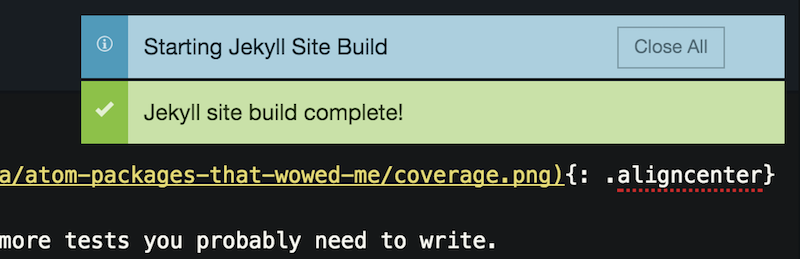 Starting Jekyll Site Build
Close All
Jekyll site build complete!
a/atom-packages-that-wowed-me/coverage.png){: .aligncenter}
more tests you probably need to write.